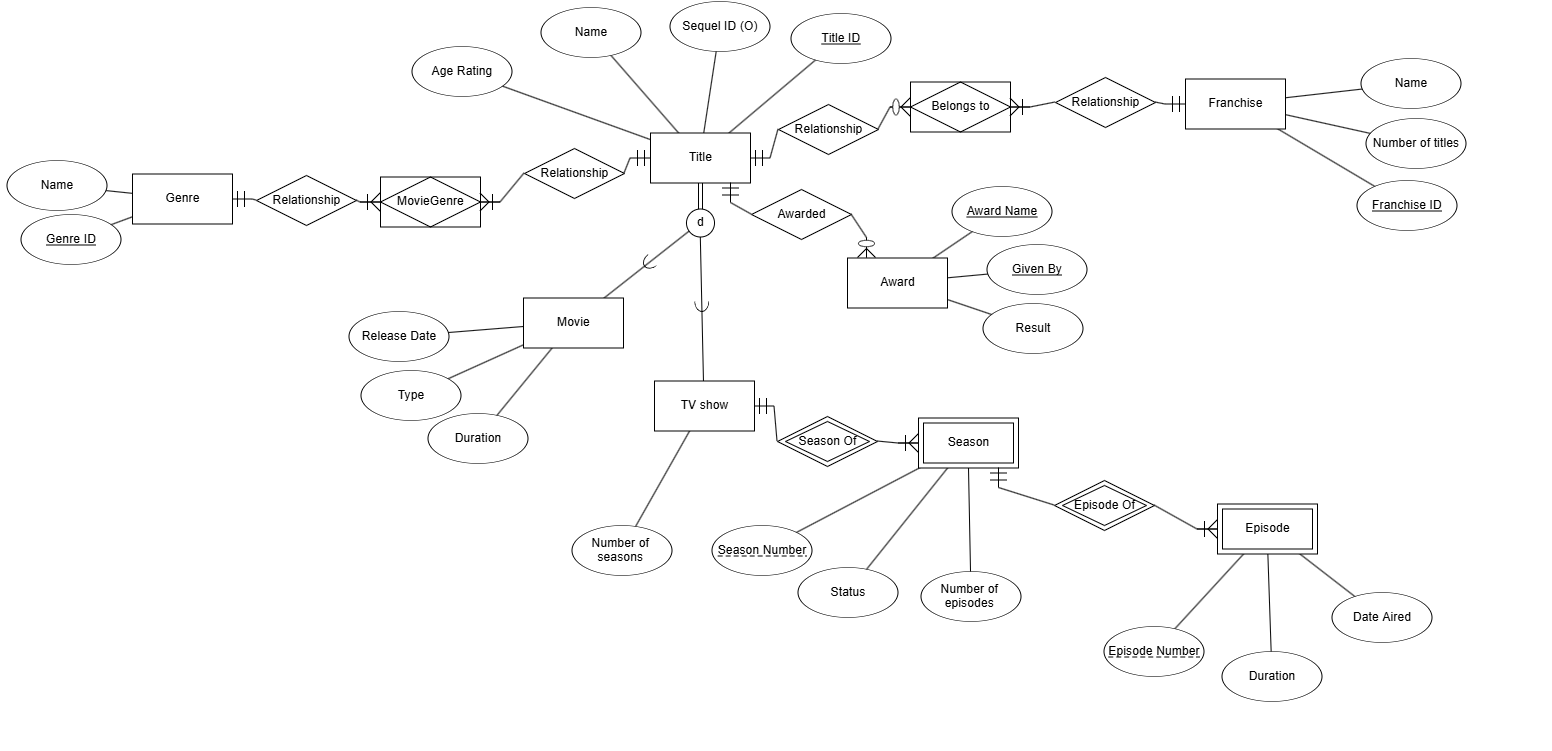 Sequel ID (O)
Name
Title ID
Age Rating
Name
Franchise
Relationship
Belongs to
Relationship
Number of titles
Title
Relationship
Name
Genre
Relationship
MovieGenre
Franchise ID
Award Name
Awarded
d
Genre ID
Given By
Award
Movie
Result
Release Date
Type
TV show
Duration
Season Of
Season
Episode Of
Episode
Number of
seasons
Season Number
Status
Number of
episodes
Date Aired
Episode Number
Duration